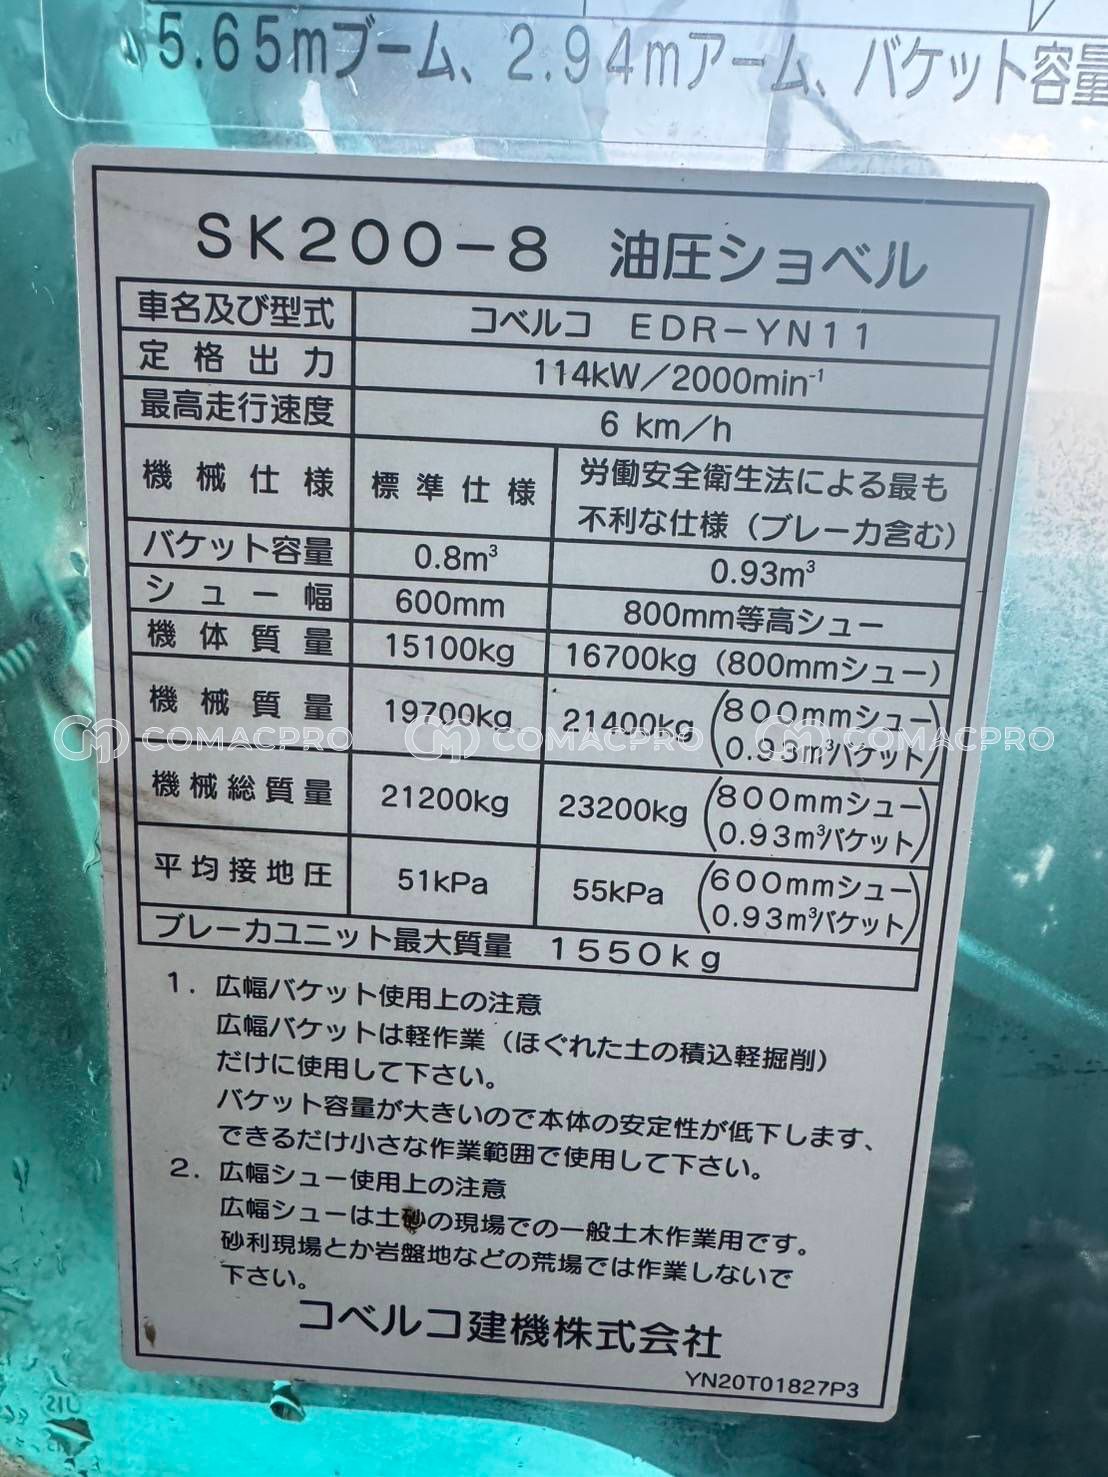 5.65mブーム、2.94mアーム、バケット容量
SK200-8 油圧ショベル
車名及び型式 コベルコ EDR-YN11
定格出力 114kW/2000min-1
最高走行速度 6 km/h
機械仕様 標準仕様 労働安全衛生法による最も
不利な仕様(ブレーカ含む)
バケット容量 0.8m³ 0.93m³
シュー幅 600mm 800mm等高シュー
機体質量 15100kg 16700kg(800mmシュー)
機械質量 19700kg 21400kg (800mmシュー
0.93m³バケット)
機械総質量 21200kg 23200kg (800mmシュー
0.93m³バケット)
平均接地圧 51kPa 55kPa (600mmシュー
0.93m³バケット)
ブレーカユニット最大質量 1550kg
1. 広幅バケット使用上の注意
広幅バケットは軽作業(ほぐれた土の積込軽掘削)
だけに使用して下さい。
バケット容量が大きいので本体の安定性が低下します、
できるだけ小さな作業範囲で使用して下さい。
2. 広幅シュー使用上の注意
広幅シューは土砂の現場での一般土木作業用です。
砂利現場とか岩盤地などの荒場では作業しないで
下さい。
コベルコ建機株式会社
YN20T01827P3
COMACPRO COMACPRO COMACPRO